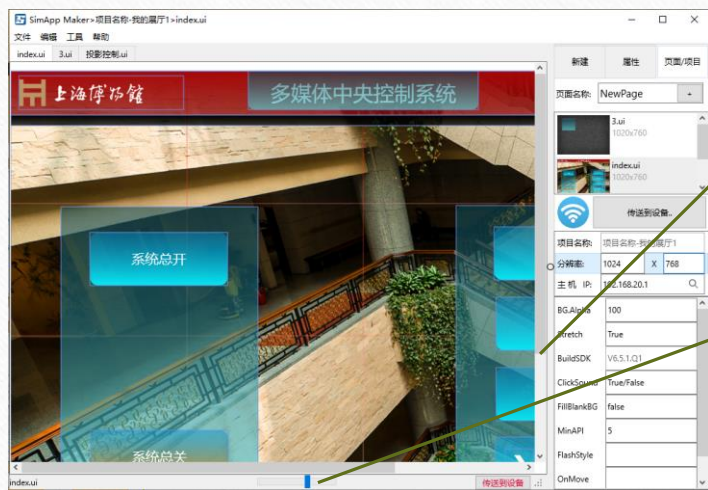 SimApp Maker>项目名称-我的展厅1>index.ui
文件 编辑 工具 帮助
index.ui 3.ui 投影控制.ui
新建 属性 页面/项目
上海博物館
多媒体中央控制系统
页面名称: NewPage +
3.ui
1020x760
index.ui
1020x760
传送到设备..
系统总开
项目名称: 项目名称-我的展厅1
分辨率: 1024 X 768
主机 IP: 192.168.20.1
BG.Alpha 100
Stretch True
BuildSDK V6.5.1.Q1
ClickSound True/False
FillBlankBG false
MinAPI 5
FlashStyle
OnMove
系统总关
index.ui
传送到设备